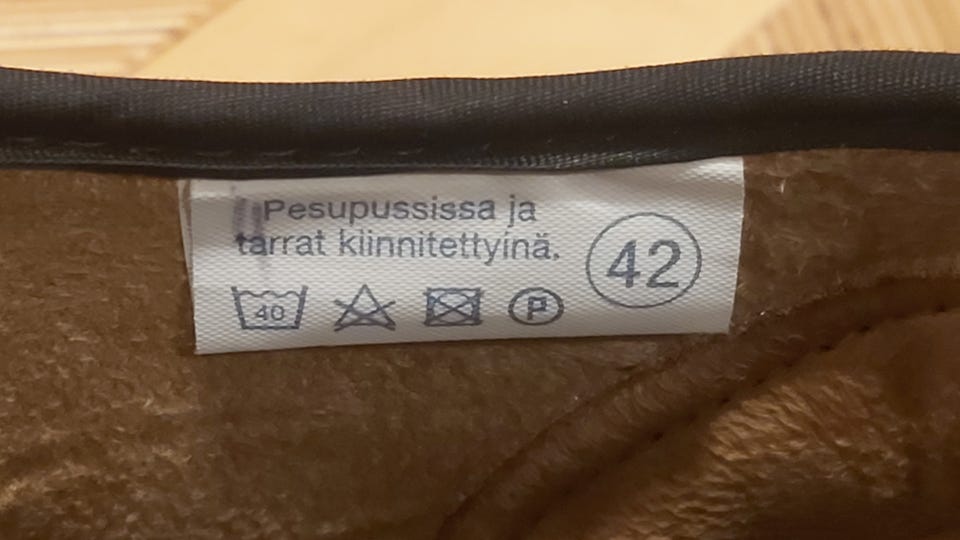 Pesupussissa ja
tarrat kiinnitettyinä.
42
40
P